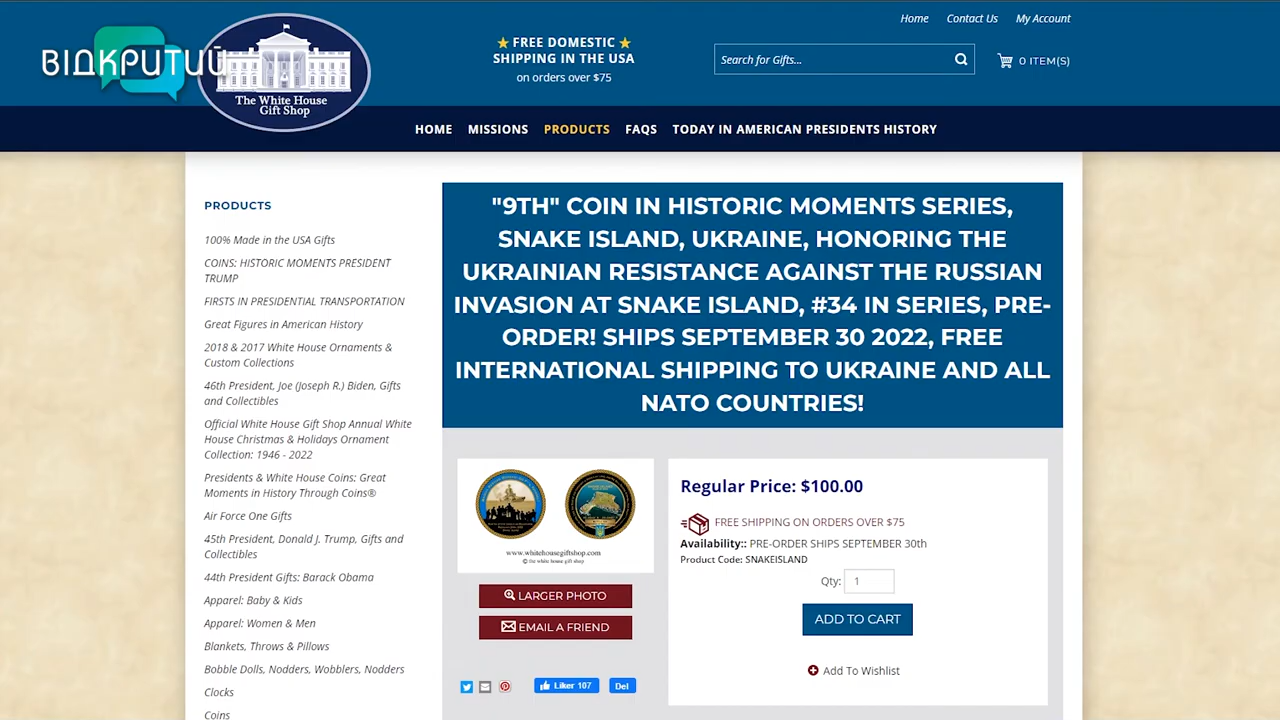 ВІДКРИТИЙ
The White House
Gift Shop
FREE DOMESTIC
SHIPPING IN THE USA
on orders over $75
Home
Contact Us
My Account
Search for Gifts...
0 ITEM(S)
HOME
MISSIONS
PRODUCTS
FAQS
TODAY IN AMERICAN PRESIDENTS HISTORY
PRODUCTS
100% Made in the USA Gifts
COINS: HISTORIC MOMENTS PRESIDENT
TRUMP
FIRSTS IN PRESIDENTIAL TRANSPORTATION
Great Figures in American History
2018 & 2017 White House Ornaments &
Custom Collections
46th President, Joe (Joseph R.) Biden, Gifts
and Collectibles
Official White House Gift Shop Annual White
House Christmas & Holidays Ornament
Collection: 1946 - 2022
Presidents & White House Coins: Great
Moments in History Through Coins®
Air Force One Gifts
45th President, Donald J. Trump, Gifts and
Collectibles
44th President Gifts: Barack Obama
Apparel: Baby & Kids
Apparel: Women & Men
Blankets, Throws & Pillows
Bobble Dolls, Nodders, Wobblers, Nodders
Clocks
Coins
"9TH" COIN IN HISTORIC MOMENTS SERIES,
SNAKE ISLAND, UKRAINE, HONORING THE
UKRAINIAN RESISTANCE AGAINST THE RUSSIAN
INVASION AT SNAKE ISLAND, #34 IN SERIES, PRE-
ORDER! SHIPS SEPTEMBER 30 2022, FREE
INTERNATIONAL SHIPPING TO UKRAINE AND ALL
NATO COUNTRIES!
www.whitehousegiftshop.com
© the white house gift shop
LARGER PHOTO
EMAIL A FRIEND
Liker 107
Del
Regular Price: $100.00
FREE SHIPPING ON ORDERS OVER $75
Availability:: PRE-ORDER SHIPS SEPTEMBER 30th
Product Code: SNAKEISLAND
Qty: 1
ADD TO CART
Add To Wishlist